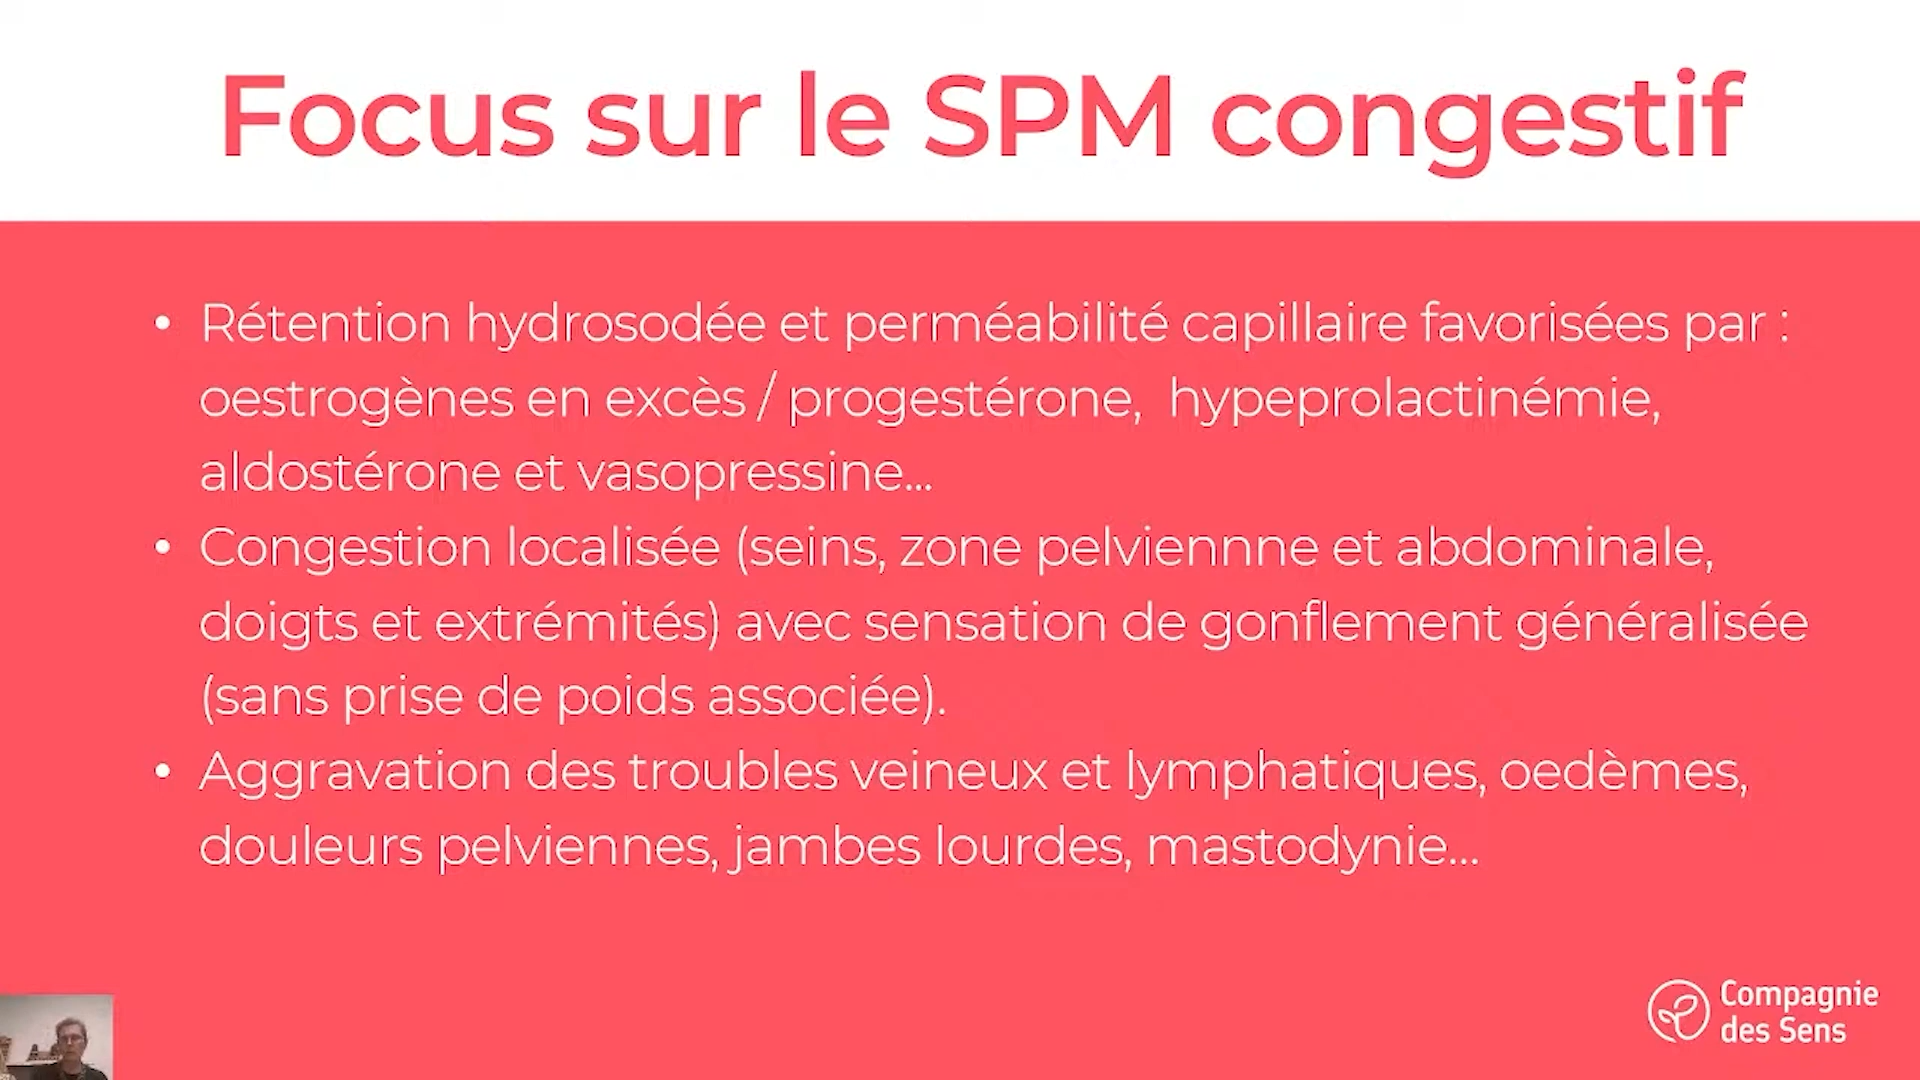 Focus sur le SPM congestif
• Rétention hydrosodée et perméabilité capillaire favorisées par :
oestrogènes en excès / progestérone, hypeprolactinémie,
aldostérone et vasopressine...
• Congestion localisée (seins, zone pelviennne et abdominale,
doigts et extrémités) avec sensation de gonflement généralisée
(sans prise de poids associée).
• Aggravation des troubles veineux et lymphatiques, oedèmes,
douleurs pelviennes, jambes lourdes, mastodynie...
Compagnie
des Sens